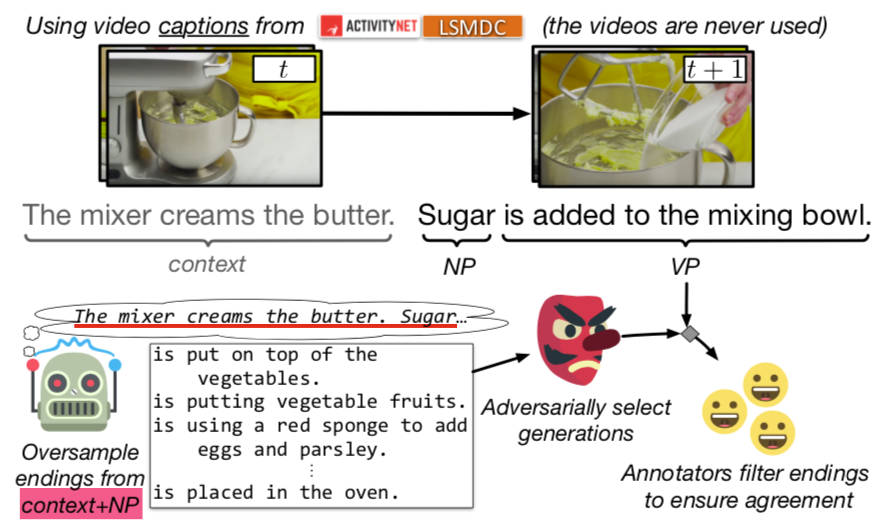 Using video captions from ACTIVITYNET LSMDC (the videos are never used)
t
t + 1
The mixer creams the butter. Sugar is added to the mixing bowl.
context
NP
VP
The mixer creams the butter. Sugar…
is put on top of the
vegetables.
is putting vegetable fruits.
is using a red sponge to add
eggs and parsley.
⋮
is placed in the oven.
Oversample
endings from
context+NP
Adversarially select
generations
Annotators filter endings
to ensure agreement